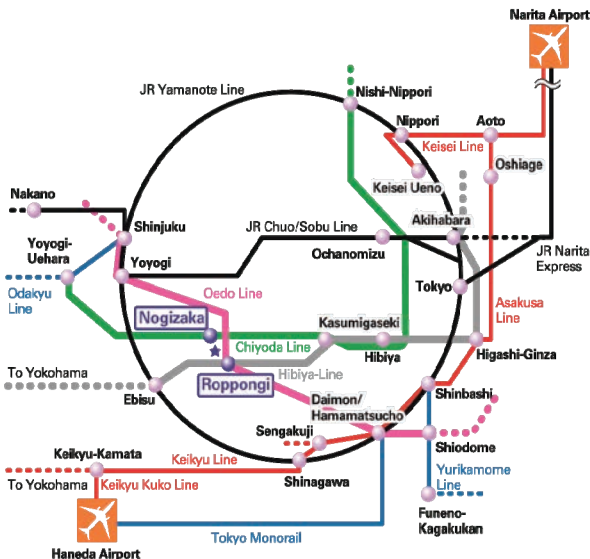 Narita Airport
JR Yamanote Line
Nishi-Nippori
Nippori
Aoto
Keisei Line
Oshiage
Keisei Ueno
Nakano
Akihabara
Shinjuku
JR Chuo/Sobu Line
Yoyogi-
Uehara
Ochanomizu
JR Narita
Express
Yoyogi
Tokyo
Odakyu
Line
Oedo Line
Asakusa
Line
Nogizaka
Kasumigaseki
Chiyoda Line
Hibiya
Higashi-Ginza
To Yokohama
Hibiya-Line
Roppongi
Ebisu
Shinbashi
Daimon/
Hamamatsucho
Sengakuji
Keikyu-Kamata
Keikyu Line
Shiodome
To Yokohama
Keikyu Kuko Line
Shinagawa
Yurikamome
Line
Funeno-
Kagakukan
Tokyo Monorail
Haneda Airport